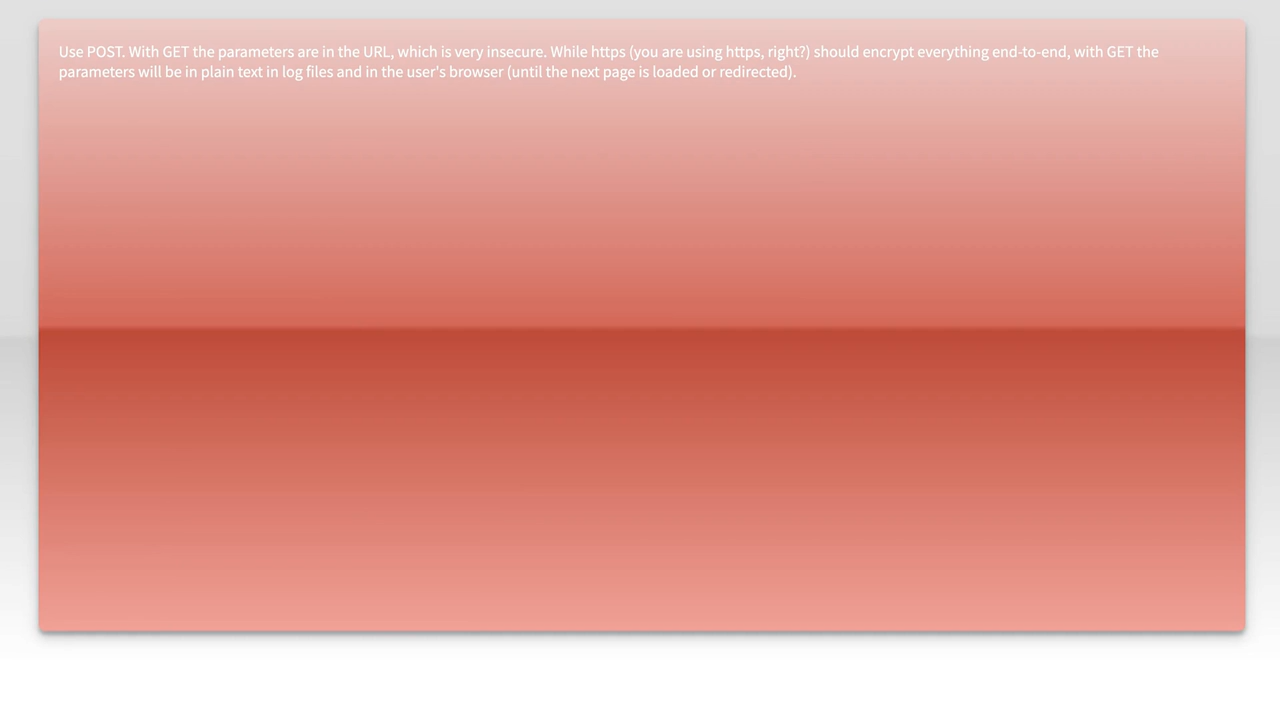 Use POST. With GET the parameters are in the URL, which is very insecure. While https (you are using https, right?) should encrypt everything end-to-end, with GET the
parameters will be in plain text in log files and in the user's browser (until the next page is loaded or redirected).